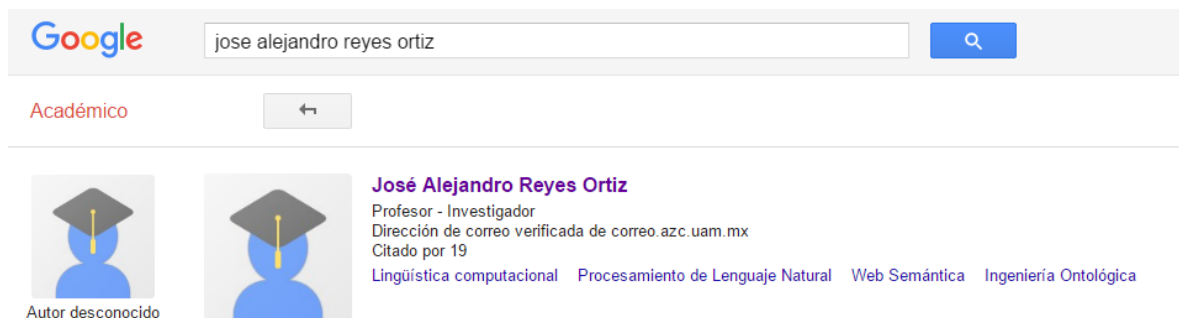 Google
jose alejandro reyes ortiz
Académico
José Alejandro Reyes Ortiz
Profesor - Investigador
Dirección de correo verificada de correo.azc.uam.mx
Citado por 19
Lingüística computacional Procesamiento de Lenguaje Natural Web Semántica Ingeniería Ontológica
Autor desconocido